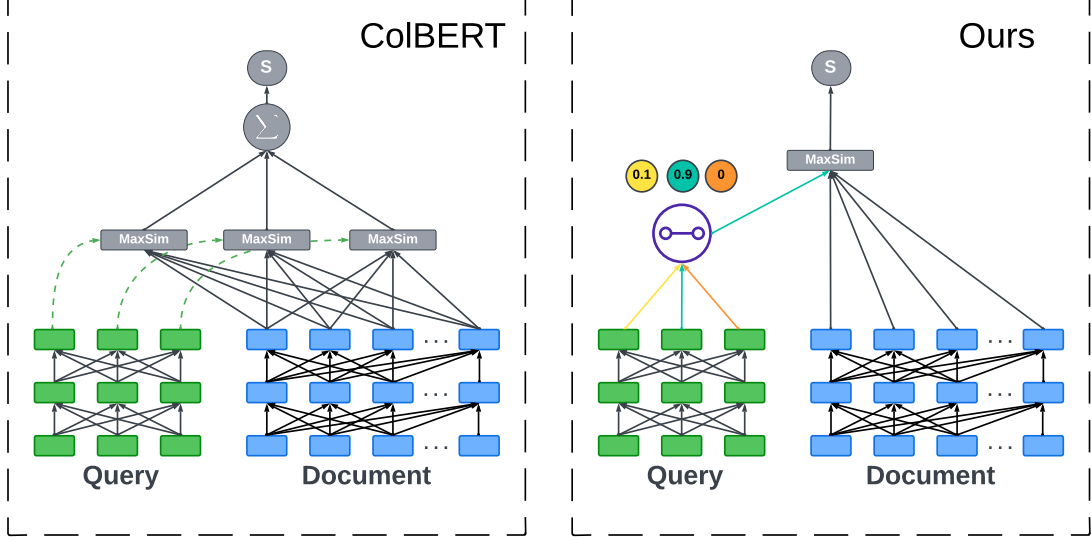 ColBERT
S
∑
MaxSim MaxSim MaxSim
...
...
...
Query Document
Ours
S
MaxSim
0.1 0.9 0
...
...
...
Query Document